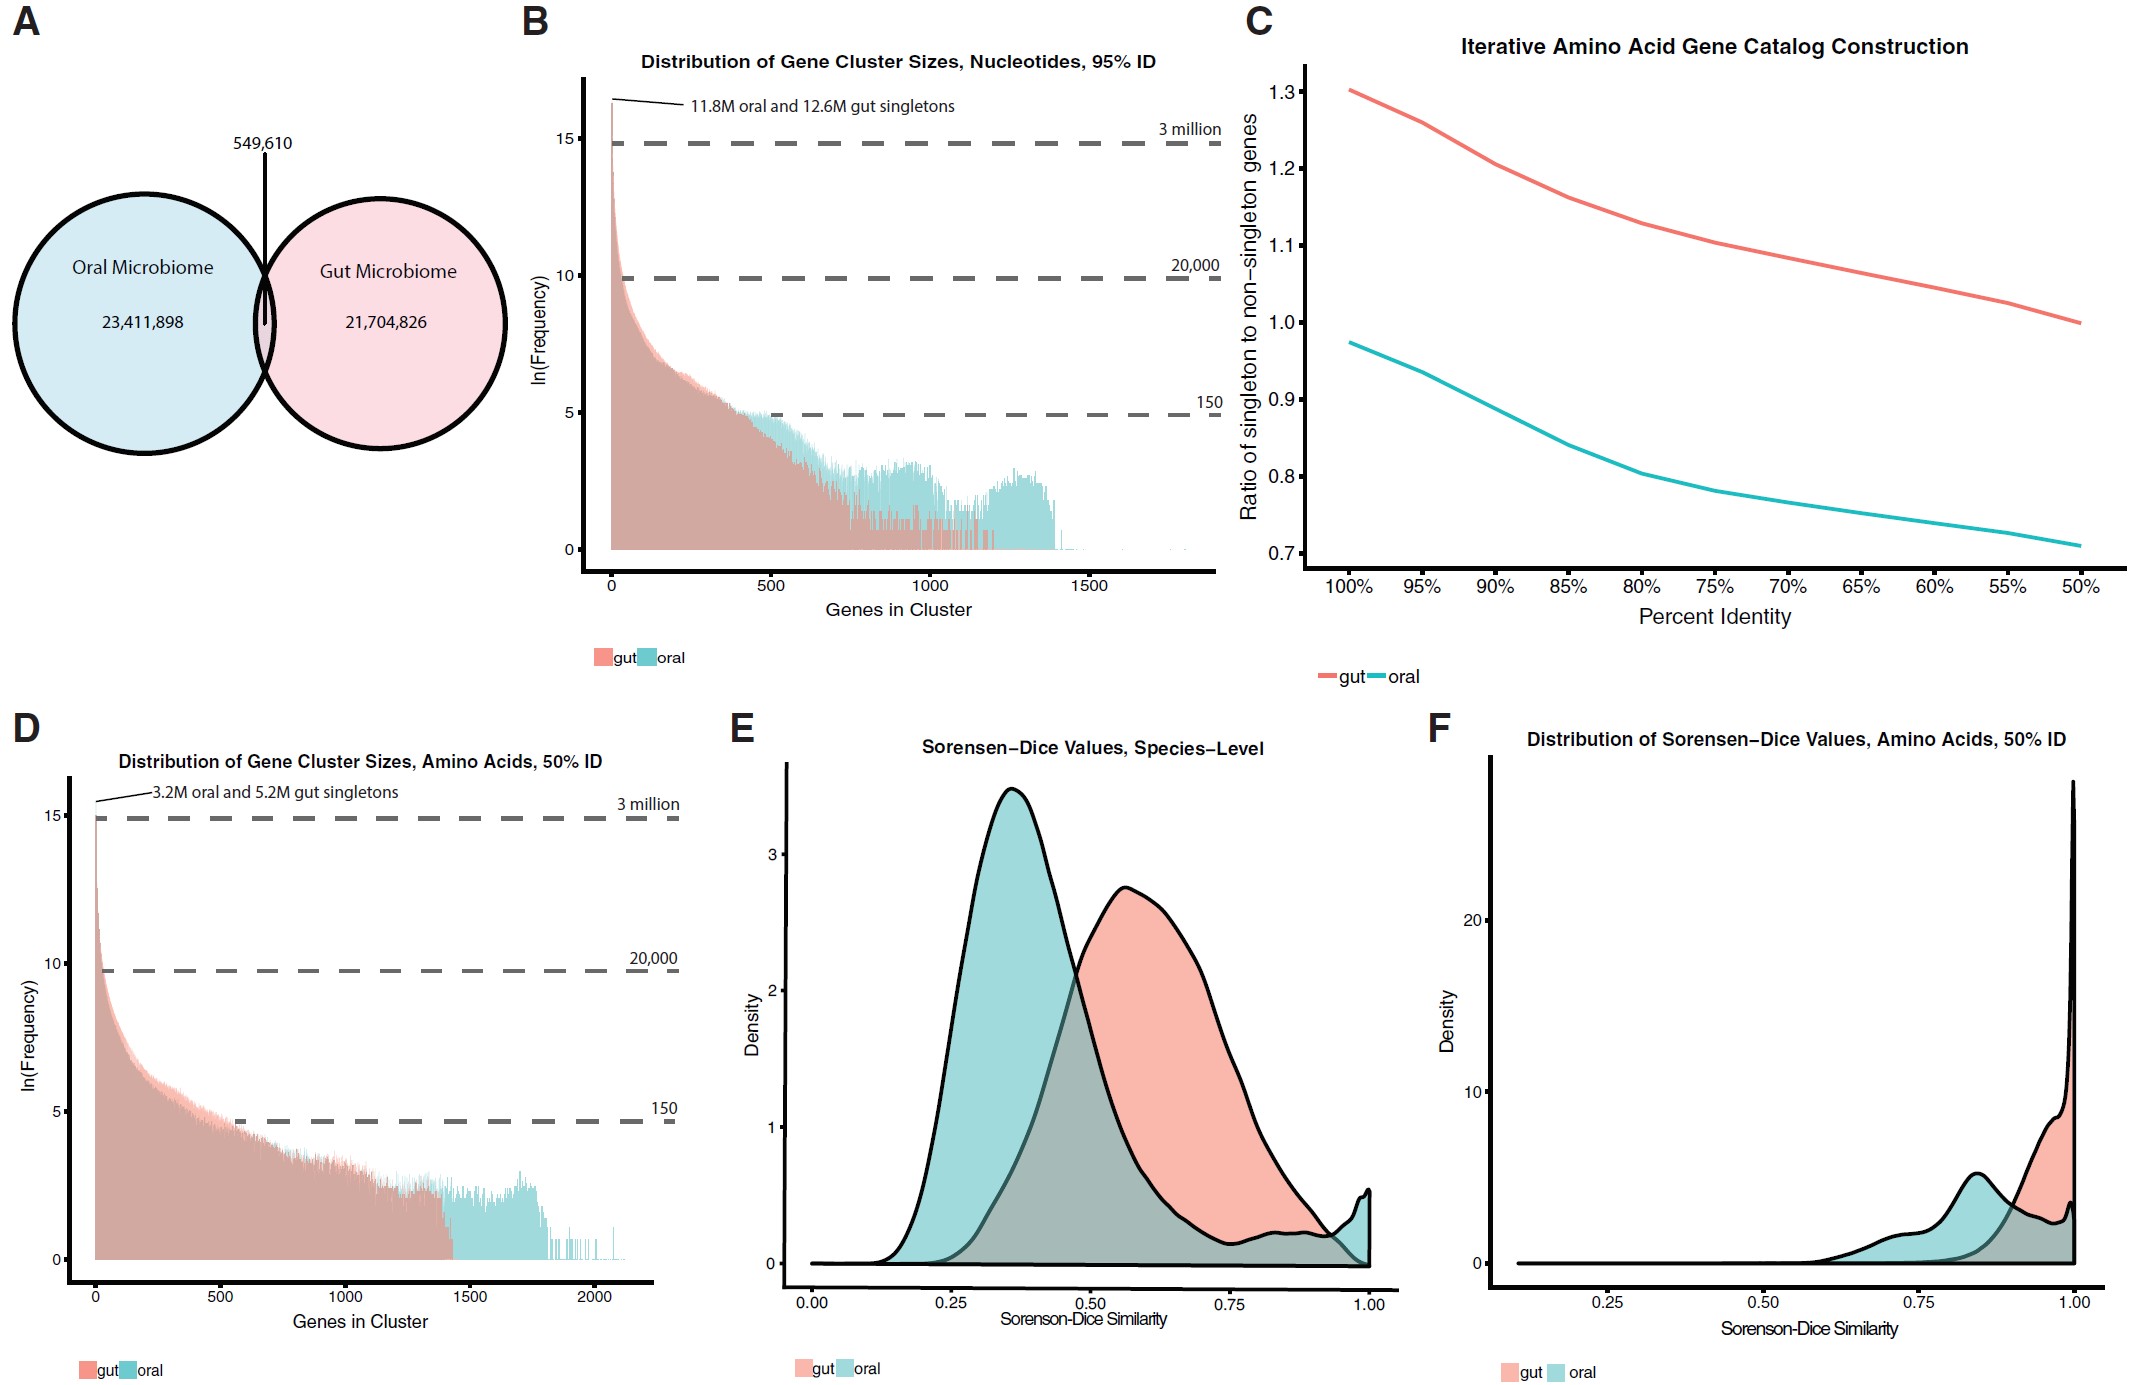 A
549,610
Oral Microbiome
Gut Microbiome
23,411,898
21,704,826
B
Distribution of Gene Cluster Sizes, Nucleotides, 95% ID
11.8M oral and 12.6M gut singletons
3 million
20,000
150
ln(Frequency)
15
10
5
0
0
500
1000
1500
Genes in Cluster
gut
oral
C
Iterative Amino Acid Gene Catalog Construction
Ratio of singleton to non−singleton genes
1.3
1.2
1.1
1.0
0.9
0.8
0.7
100%
95%
90%
85%
80%
75%
70%
65%
60%
55%
50%
Percent Identity
gut
oral
D
Distribution of Gene Cluster Sizes, Amino Acids, 50% ID
3.2M oral and 5.2M gut singletons
3 million
20,000
150
ln(Frequency)
15
10
5
0
0
500
1000
1500
2000
Genes in Cluster
gut
oral
E
Sorensen−Dice Values, Species−Level
Density
3
2
1
0
0.00
0.25
0.50
0.75
1.00
Sorenson-Dice Similarity
gut
oral
F
Distribution of Sorensen−Dice Values, Amino Acids, 50% ID
Density
20
10
0
0.25
0.50
0.75
1.00
Sorenson-Dice Similarity
gut
oral